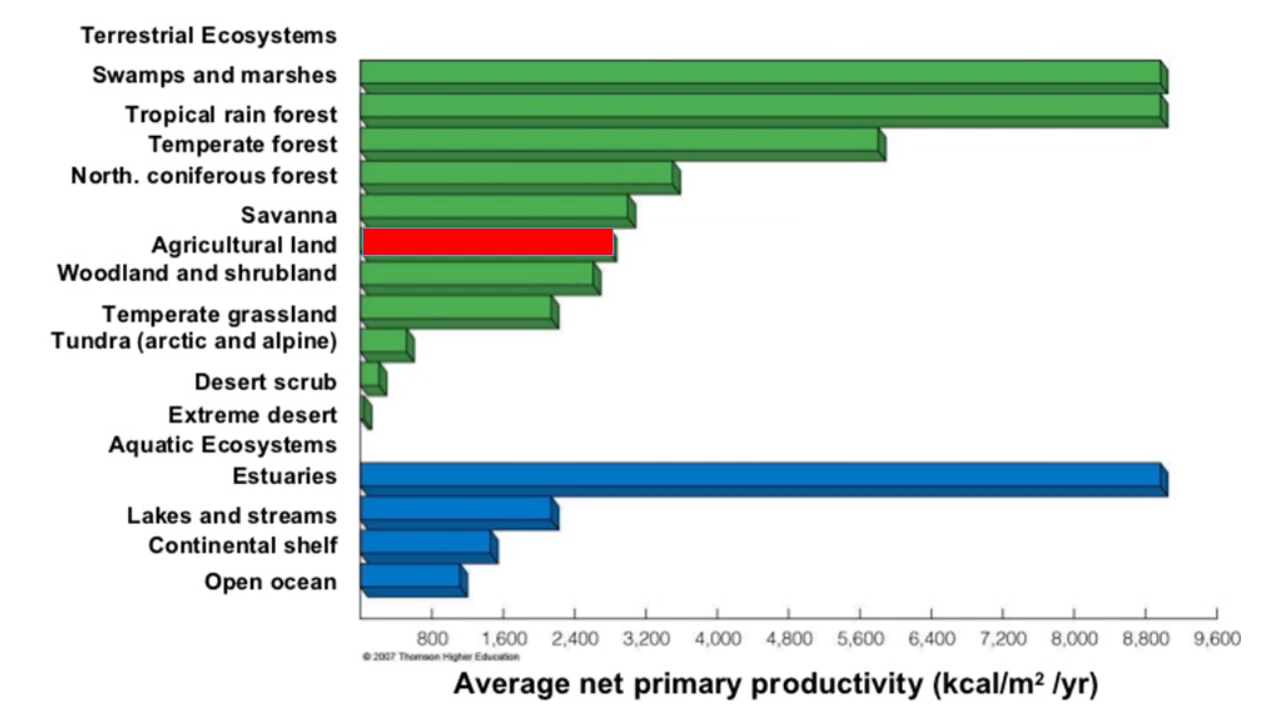 Terrestrial Ecosystems
Swamps and marshes
Tropical rain forest
Temperate forest
North. coniferous forest
Savanna
Agricultural land
Woodland and shrubland
Temperate grassland
Tundra (arctic and alpine)
Desert scrub
Extreme desert
Aquatic Ecosystems
Estuaries
Lakes and streams
Continental shelf
Open ocean
800 1,600 2,400 3,200 4,000 4,800 5,600 6,400 7,200 8,000 8,800 9,600
© 2007 Thomson Higher Education
Average net primary productivity (kcal/m² /yr)